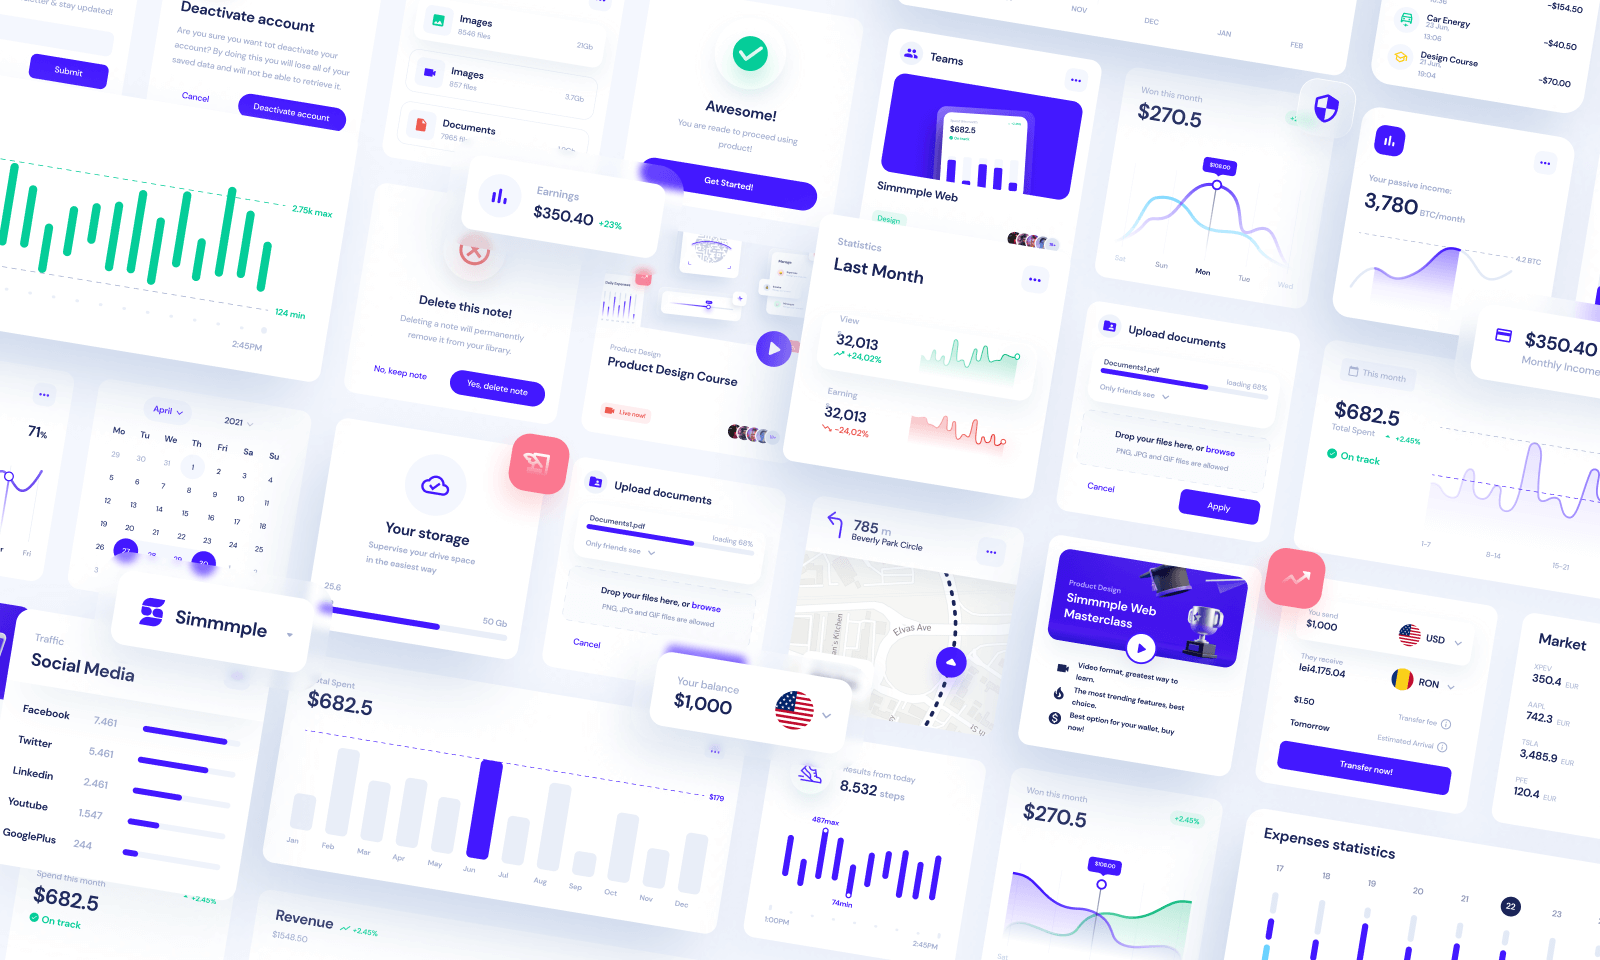 letter & stay updated!
Submit
Deactivate account
Are you sure you want tot deactivate your
account? By doing this you will lose all of your
saved data and will not be able to retrieve it.
Cancel
Deactivate account
Images
8546 files
21Gb
Images
857 files
3.7Gb
Documents
7965
Awesome!
You are reade to proceed using
product!
Get Started!
Teams
Spend this month
$682.5
On track
Simmmple Web
Design
NOV
DEC
JAN
FEB
Car Energy
23 Jun,
13:06
-$154.50
-$40.50
Design Course
21 Jun,
19:04
-$70.00
Won this month
$270.5
$108.00
Sat
Sun
Mon
Tue
Wed
Your passive income:
3,780 BTC/month
4.2 BTC
2.75k max
124 min
2:45PM
Earnings
$350.40 +23%
Delete this note!
Deleting a note will permanently
remove it from your library.
No, keep note
Yes, delete note
Daily Expenses
Manage
Product Design
Product Design Course
Live now!
Statistics
Last Month
View
32,013
+24.02%
Earning
32,013
-24.02%
Upload documents
Documents1.pdf
loading 68%
Only friends see
Drop your files here, or browse
PNG, JPG and GIF files are allowed
Cancel
Apply
$350.40
Monthly Income
This month
$682.5
Total Spent
+2.45%
On track
1-7
8-14
15-21
71%
Fri
April
2021
Mo Tu We Th Fri Sa Su
29 30 31 1 2 3 4
5 6 7 8 9 10 11
12 13 14 15 16 17 18
19 20 21 22 23 24 25
26 27 28 29 30
3
Your storage
Supervise your drive space
in the easiest way
25.6
50 Gb
Upload documents
Documents1.pdf
loading 68%
Only friends see
Drop your files here, or browse
PNG, JPG and GIF files are allowed
Cancel
785 m
Beverly Park Circle
Elvas Ave
an's Kitchen
Product Design
Simmmple Web
Masterclass
Video format, greatest way to
learn.
The most trending features, best
choice.
Best option for your wallet, buy
now!
You send
$1,000
USD
They receive
lei4.175.04
RON
$1.50
Transfer fee
Tomorrow
Estimated Arrival
Transfer now!
Market
XPEV
350.4 EUR
AAPL
742.3 EUR
TSLA
3,485.9 EUR
PFE
120.4 EUR
Simmmple
Traffic
Social Media
Facebook 7.461
Twitter 5.461
Linkedin 2.461
Youtube 1.547
GooglePlus 244
Spend this month
$682.5
+2.45%
On track
Total Spent
$682.5
$179
Jan
Feb
Mar
Apr
May
Jun
Jul
Aug
Sep
Oct
Nov
Dec
Revenue
+2.45%
$1548.50
Your balance
$1,000
Results from today
8.532 steps
487max
74min
1:00PM
2:45PM
Won this month
$270.5
+2.45%
$108.00
Sat
Expenses statistics
17
18
19
20
21
22
23